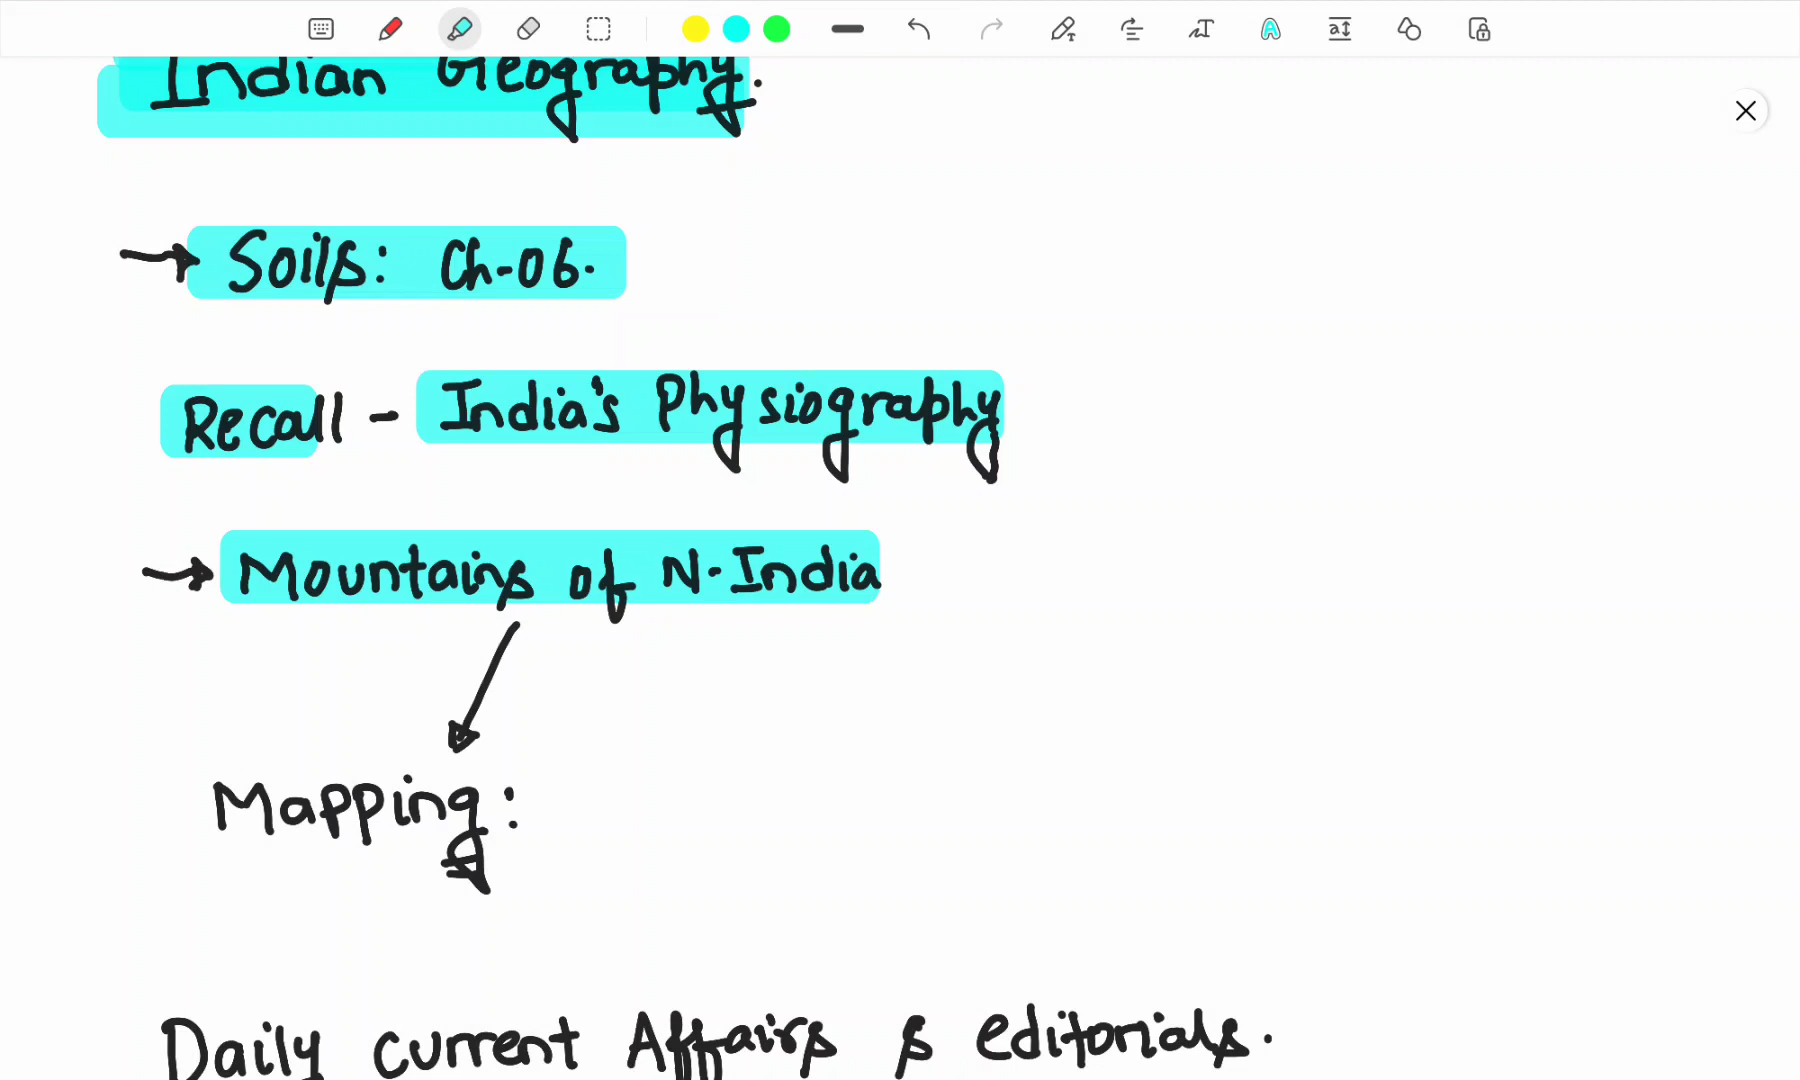 Indian Geography.
→ Soils: Ch-06.
Recall - India's Physiography
→ Mountains of N·India
Mapping:
Daily current Affairs & editorials.